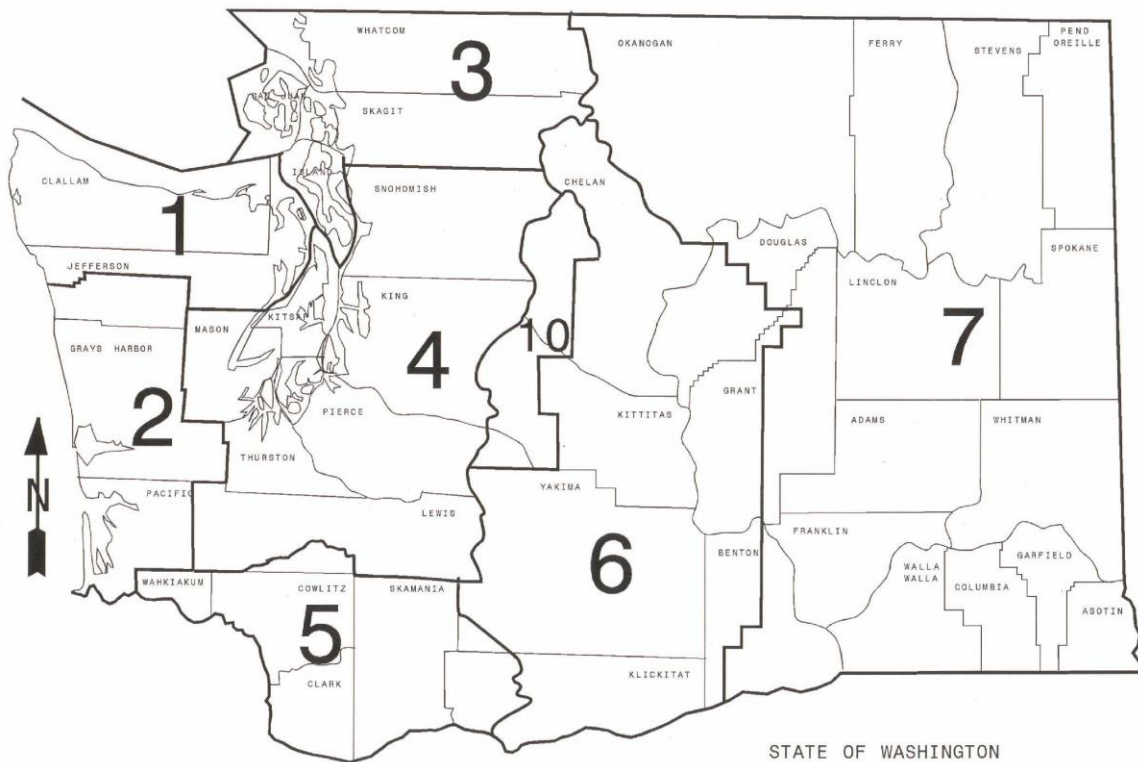 WHATCOM
OKANOGAN
FERRY
STEVENS
PEND
OREILLE
3
SAN JUAN
SKAGIT
CLALLAM
ISLAND
SNOHOMISH
CHELAN
1
DOUGLAS
SPOKANE
JEFFERSON
LINCLON
KING
KITSAP
MASON
10
7
GRAYS HARBOR
4
GRANT
2
PIERCE
KITTITAS
ADAMS
WHITMAN
THURSTON
N
PACIFIC
YAKIMA
LEWIS
FRANKLIN
6
BENTON
GARFIELD
WALLA
WALLA
WAHKIAKUM
COWLITZ
SKAMANIA
COLUMBIA
ASOTIN
5
KLICKITAT
CLARK
STATE OF WASHINGTON